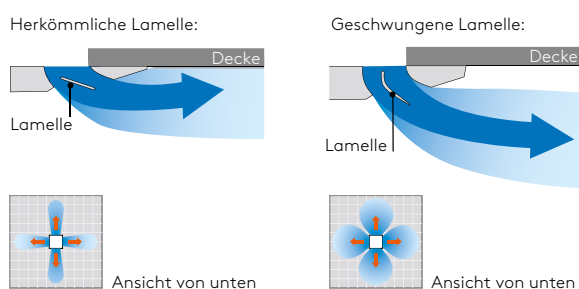 Herkömmliche Lamelle:
Decke
Lamelle
Ansicht von unten
Geschwungene Lamelle:
Decke
Lamelle
Ansicht von unten